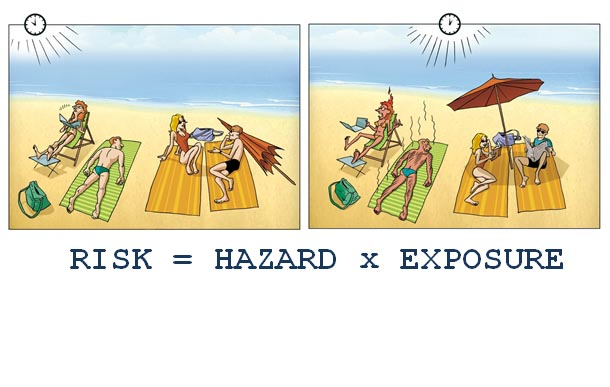 RISK = HAZARD x EXPOSURE